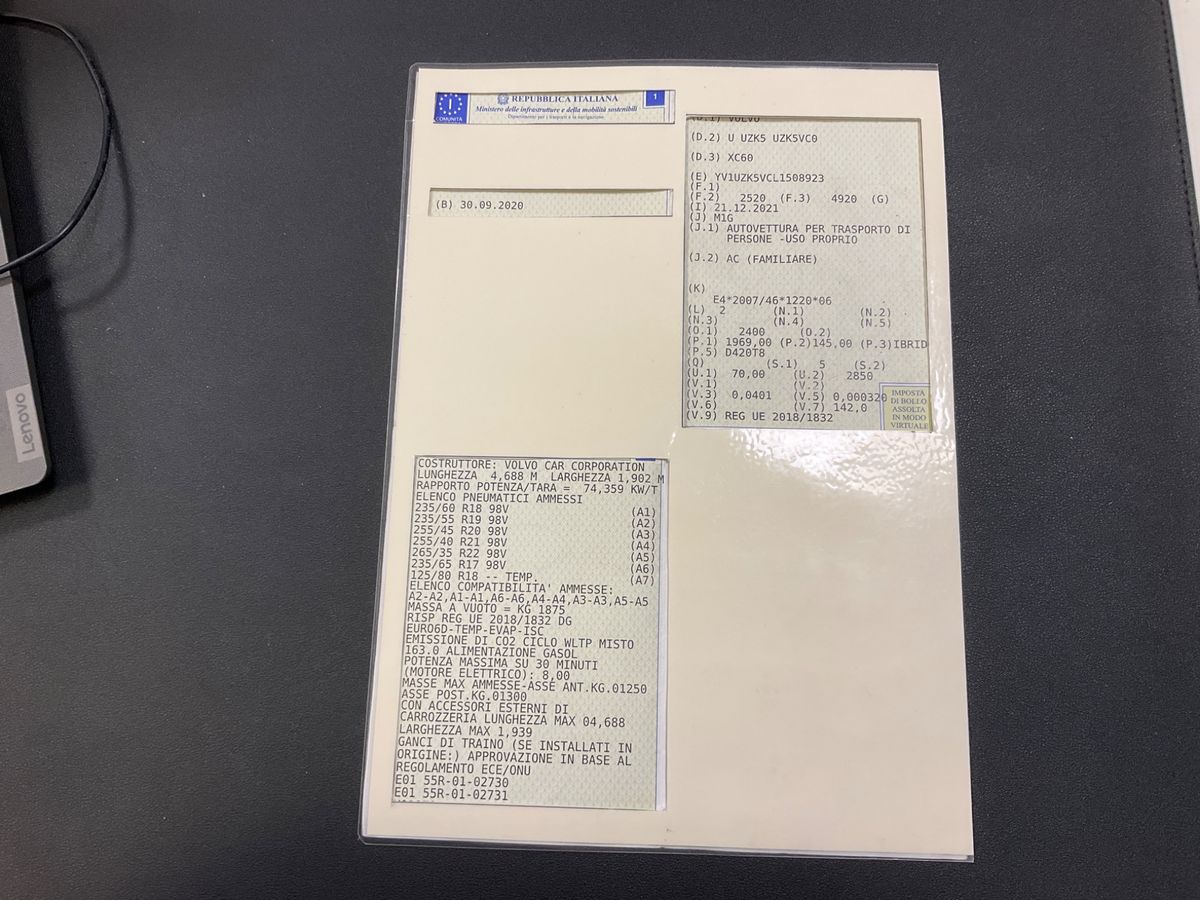 REPUBBLICA ITALIANA
Ministero delle infrastrutture e della mobilità sostenibili
Dipartimento per i trasporti e la navigazione
I
COMUNITÀ
1
(B) 30.09.2020
(D.1) VOLVO
(D.2) U UZK5 UZK5VC0
(D.3) XC60
(E) YV1UZK5VCL1508923
(F.1)
(F.2) 2520 (F.3) 4920 (G)
(I) 21.12.2021
(J) M1G
(J.1) AUTOVETTURA PER TRASPORTO DI
PERSONE -USO PROPRIO
(J.2) AC (FAMILIARE)
(K)
E4*2007/46*1220*06
(L) 2 (N.1) (N.2)
(N.3) (N.4) (N.5)
(O.1) 2400 (O.2)
(P.1) 1969,00 (P.2)145,00 (P.3)IBRID
(P.5) D420T8
(Q) (S.1) 5 (S.2)
(U.1) 70,00 (U.2) 2850
(V.1) (V.2)
(V.3) 0,0401 (V.5) 0,000320
(V.6) (V.7) 142,0
(V.9) REG UE 2018/1832
IMPOSTA
DI BOLLO
ASSOLTA
IN MODO
VIRTUALE
COSTRUTTORE: VOLVO CAR CORPORATION
LUNGHEZZA 4,688 M LARGHEZZA 1,902 M
RAPPORTO POTENZA/TARA = 74,359 KW/T
ELENCO PNEUMATICI AMMESSI
235/60 R18 98V (A1)
235/55 R19 98V (A2)
255/45 R20 98V (A3)
255/40 R21 98V (A4)
265/35 R22 98V (A5)
235/65 R17 98V (A6)
125/80 R18 -- TEMP. (A7)
ELENCO COMPATIBILITA' AMMESSE:
A2-A2,A1-A1,A6-A6,A4-A4,A3-A3,A5-A5
MASSA A VUOTO = KG 1875
RISP REG UE 2018/1832 DG
EURO6D-TEMP-EVAP-ISC
EMISSIONE DI CO2 CICLO WLTP MISTO
163.0 ALIMENTAZIONE GASOL
POTENZA MASSIMA SU 30 MINUTI
(MOTORE ELETTRICO): 8,00
MASSE MAX AMMESSE-ASSE ANT.KG.01250
ASSE POST.KG.01300
CON ACCESSORI ESTERNI DI
CARROZZERIA LUNGHEZZA MAX 04,688
LARGHEZZA MAX 1,939
GANCI DI TRAINO (SE INSTALLATI IN
ORIGINE:) APPROVAZIONE IN BASE AL
REGOLAMENTO ECE/ONU
E01 55R-01-02730
E01 55R-01-02731
Lenovo